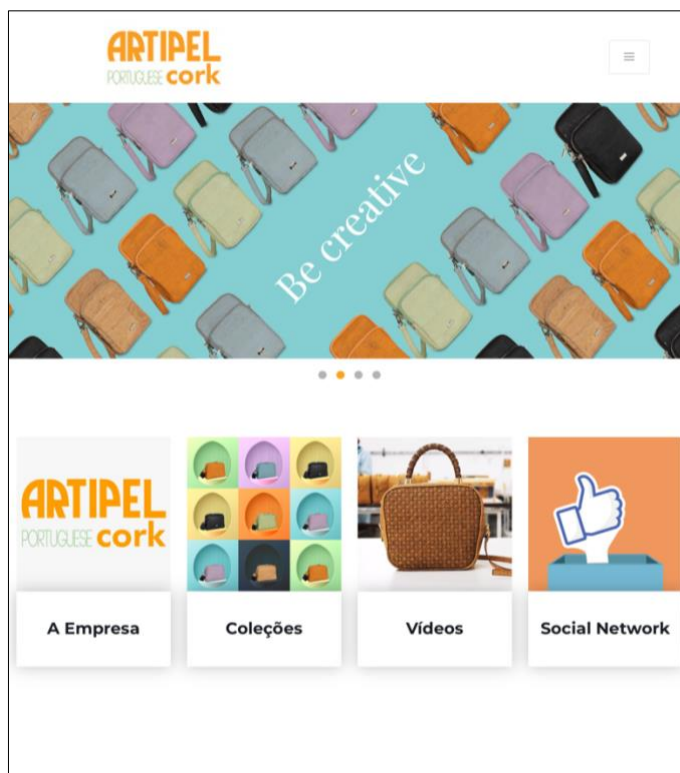 ARTIPEL
PORTUGUESE cork
Be creative
ARTIPEL
PORTUGUESE cork
A Empresa
Coleções
Vídeos
Social Network